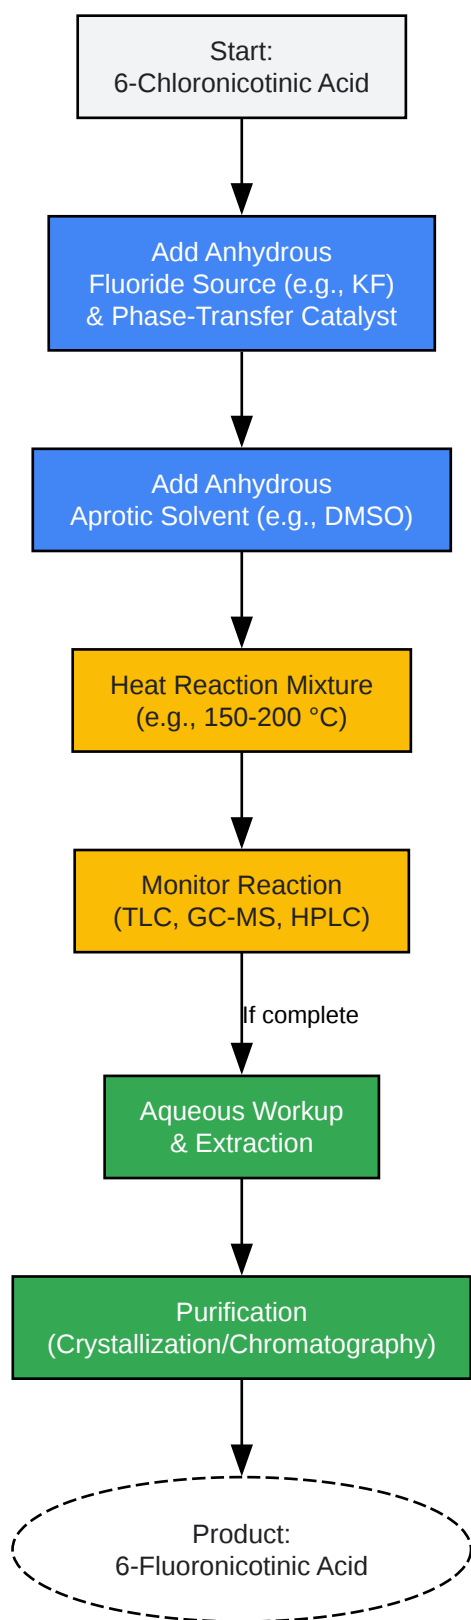 Start:
6-Chloronicotinic Acid
Add Anhydrous
Fluoride Source (e.g., KF)
& Phase-Transfer Catalyst
Add Anhydrous
Aprotic Solvent (e.g., DMSO)
Heat Reaction Mixture
(e.g., 150-200 °C)
Monitor Reaction
(TLC, GC-MS, HPLC)
If complete
Aqueous Workup
& Extraction
Purification
(Crystallization/Chromatography)
Product:
6-Fluoronicotinic Acid